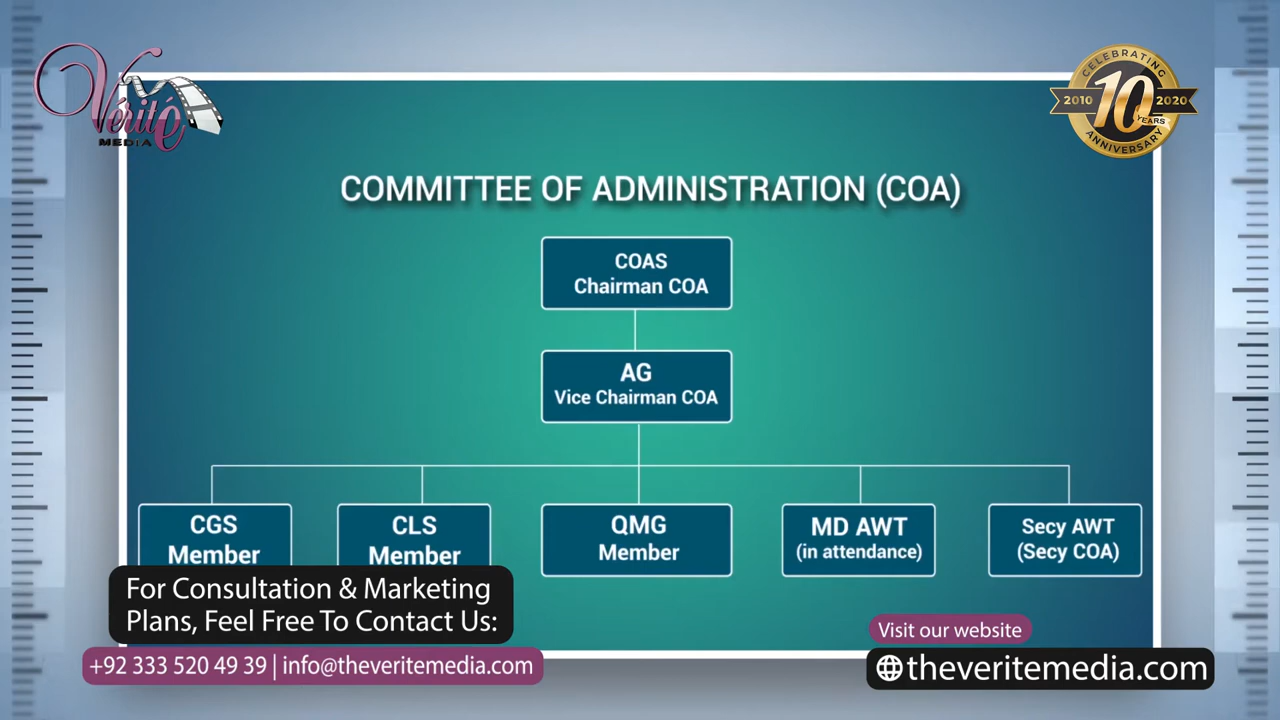 Vérité
MEDIA
CELEBRATING
2010 10 2020
YEARS
ANNIVERSARY
COMMITTEE OF ADMINISTRATION (COA)
COAS
Chairman COA
AG
Vice Chairman COA
CGS
Member
CLS
Member
QMG
Member
MD AWT
(in attendance)
Secy AWT
(Secy COA)
For Consultation & Marketing
Plans, Feel Free To Contact Us:
+92 333 520 49 39 | info@theveritemedia.com
Visit our website
theveritemedia.com